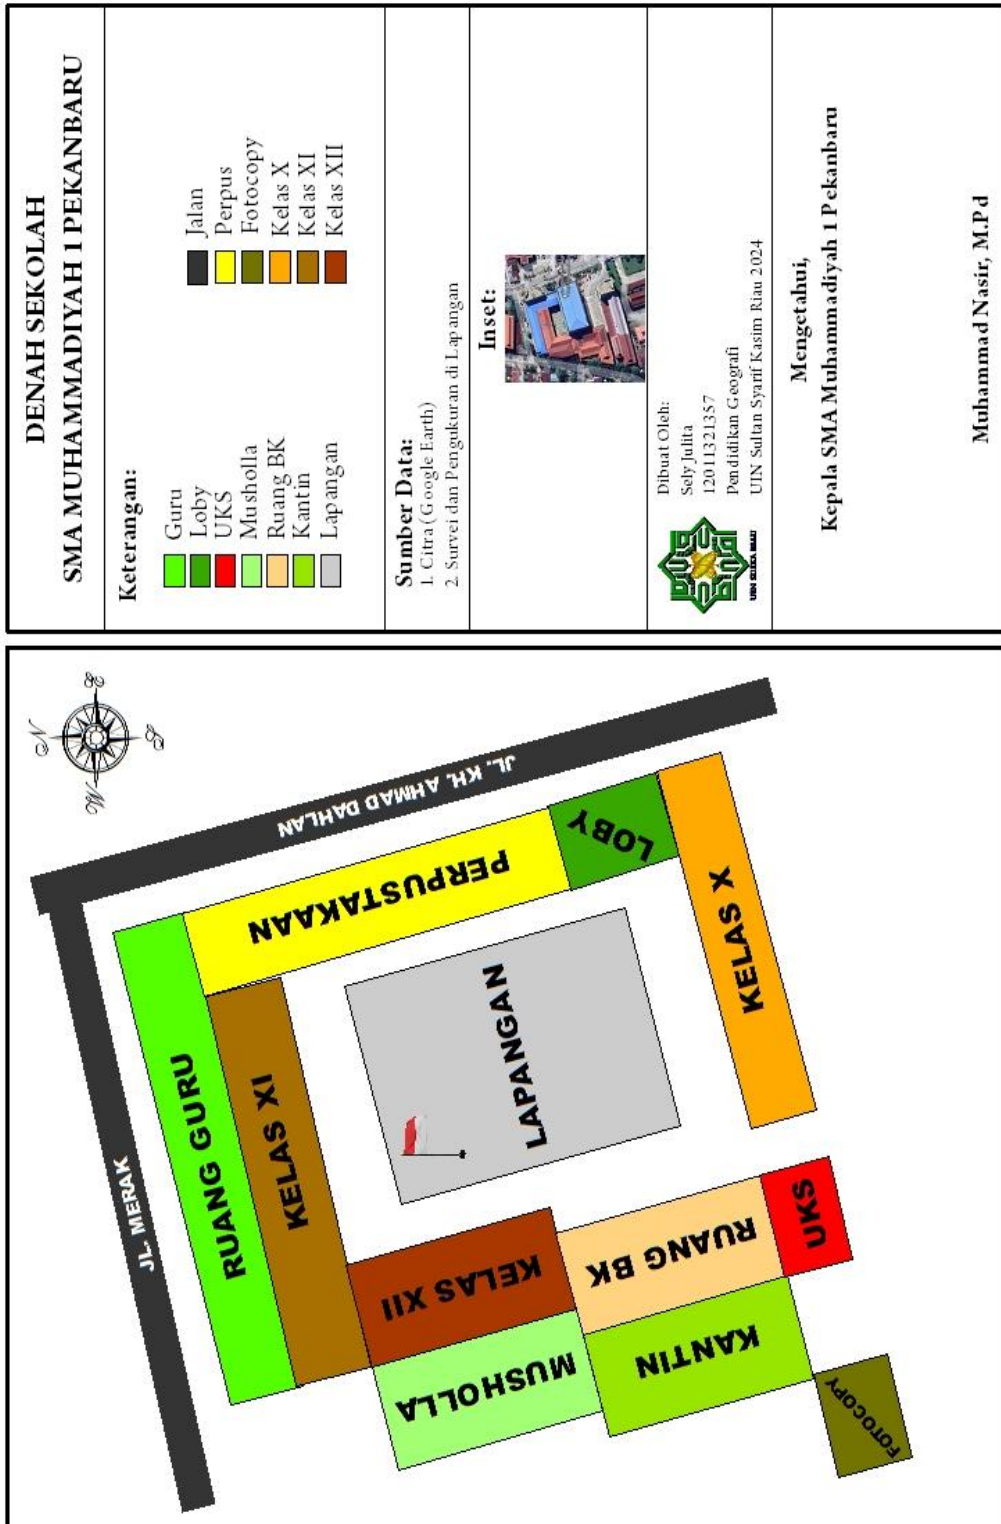 DENAH SEKOLAH
SMA MUHAMMADIYAH 1 PEKANBARU
Keterangan:
Guru
Loby
UKS
Musholla
Ruang BK
Kantin
Lapangan
Jalan
Perpus
Fotocopy
Kelas X
Kelas XI
Kelas XII
Sumber Data:
1. Citra (Google Earth)
2. Survei dan Pengukuran di Lapangan
Inset:
UIN SUSKA RIAU
Dibuat Oleh:
Sely Julita
12011321357
Pendidikan Geografi
UIN Sultan Syarif Kasim Riau 2024
Mengetahui,
Kepala SMA Muhammadiyah 1 Pekanbaru
Muhammad Nasir, M.Pd
N
E
S
W
JL. MERAK
JL. KH. AHMAD DAHLAN
RUANG GURU
PERPUSTAKAAN
LOBY
KELAS XI
LAPANGAN
KELAS X
KELAS XII
RUANG BK
UKS
MUSHOLLA
KANTIN
FOTOCOPY